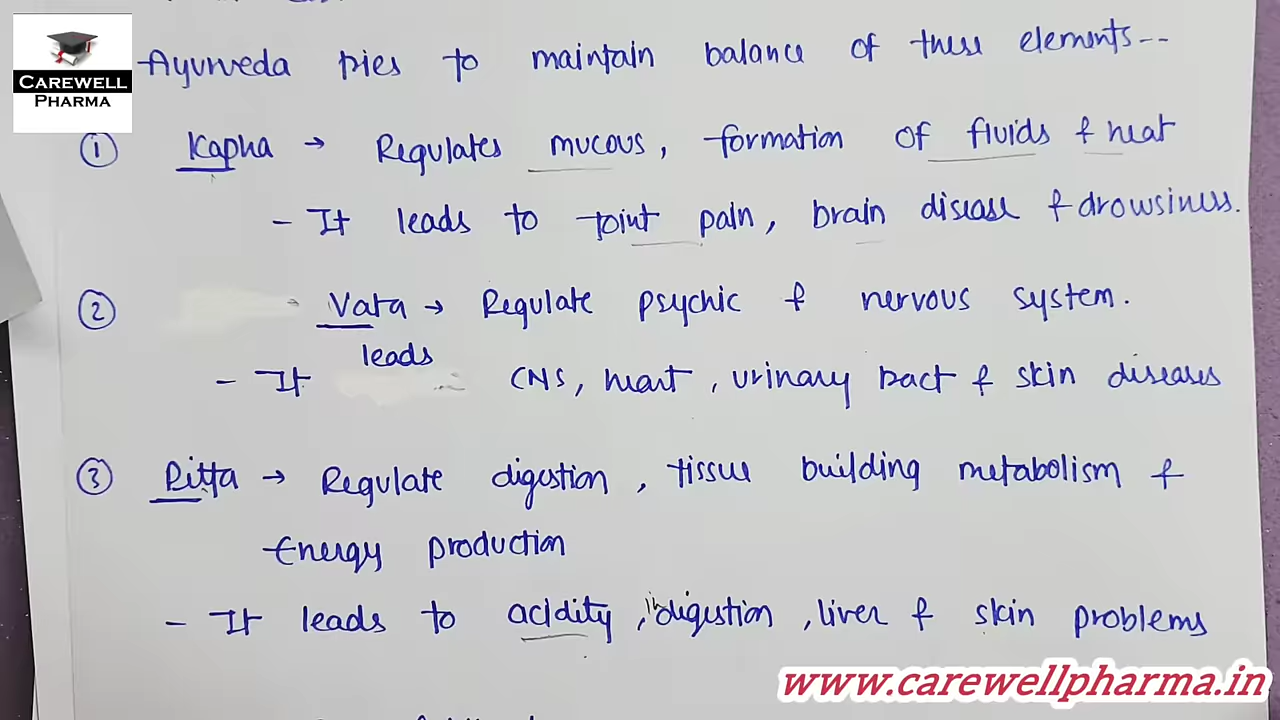 CAREWELL
PHARMA
Ayurveda tries to maintain balance of these elements--
① Kapha → Regulates mucous, formation of fluids & heat
- It leads to Joint pain, brain disease & drowsiness.
② Vata → Regulate psychic & nervous system.
leads
- It CNS, heart, urinary tract & skin diseases
③ Pitta → Regulate digestion, tissue building metabolism &
Energy production
- It leads to acidity, indigestion, liver & skin problems
www.carewellpharma.in